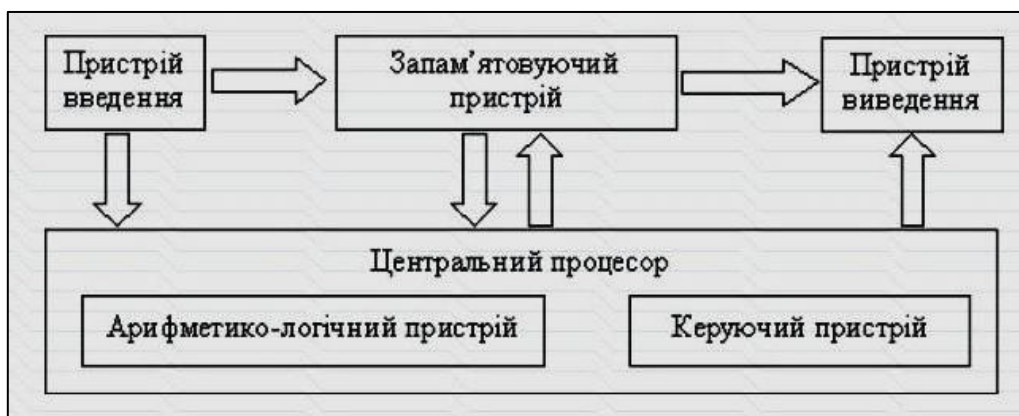 Пристрій
введення
Запам’ятовуючий
пристрій
Пристрій
виведення
Центральний процесор
Арифметико-логічний пристрій
Керуючий пристрій